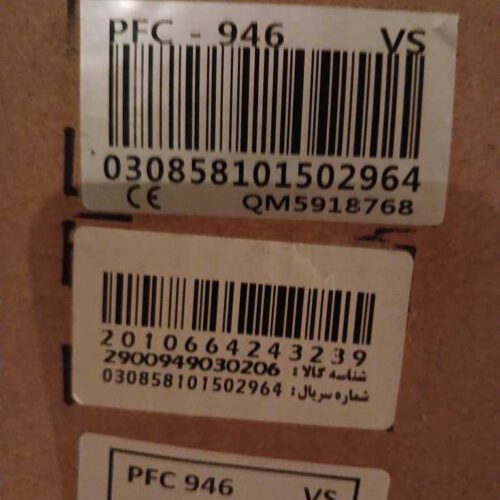 PFC - 946 VS
030858101502964
CE QM5918768
2010664243239
شناسه کالا: 2900949030206
شماره سریال: 030858101502964
PFC 946 VS